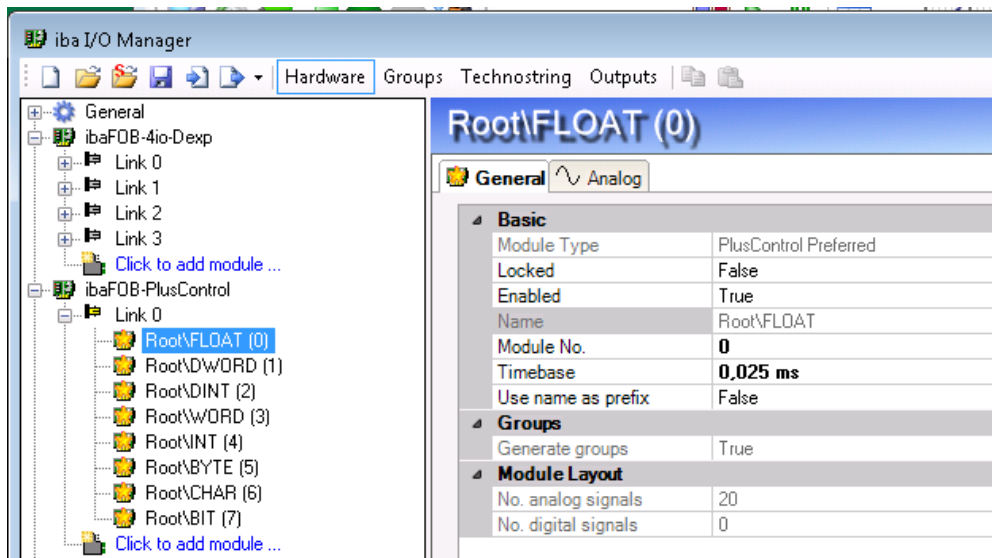 iba I/O Manager
Hardware Groups Technostring Outputs
General
ibaFOB-4io-Dexp
Link 0
Link 1
Link 2
Link 3
Click to add module ...
ibaFOB-PlusControl
Link 0
Root\FLOAT (0)
Root\DWORD (1)
Root\DINT (2)
Root\WORD (3)
Root\INT (4)
Root\BYTE (5)
Root\CHAR (6)
Root\BIT (7)
Click to add module ...
Root\FLOAT (0)
General Analog
Basic
Module Type PlusControl Preferred
Locked False
Enabled True
Name Root\FLOAT
Module No. 0
Timebase 0,025 ms
Use name as prefix False
Groups
Generate groups True
Module Layout
No. analog signals 20
No. digital signals 0